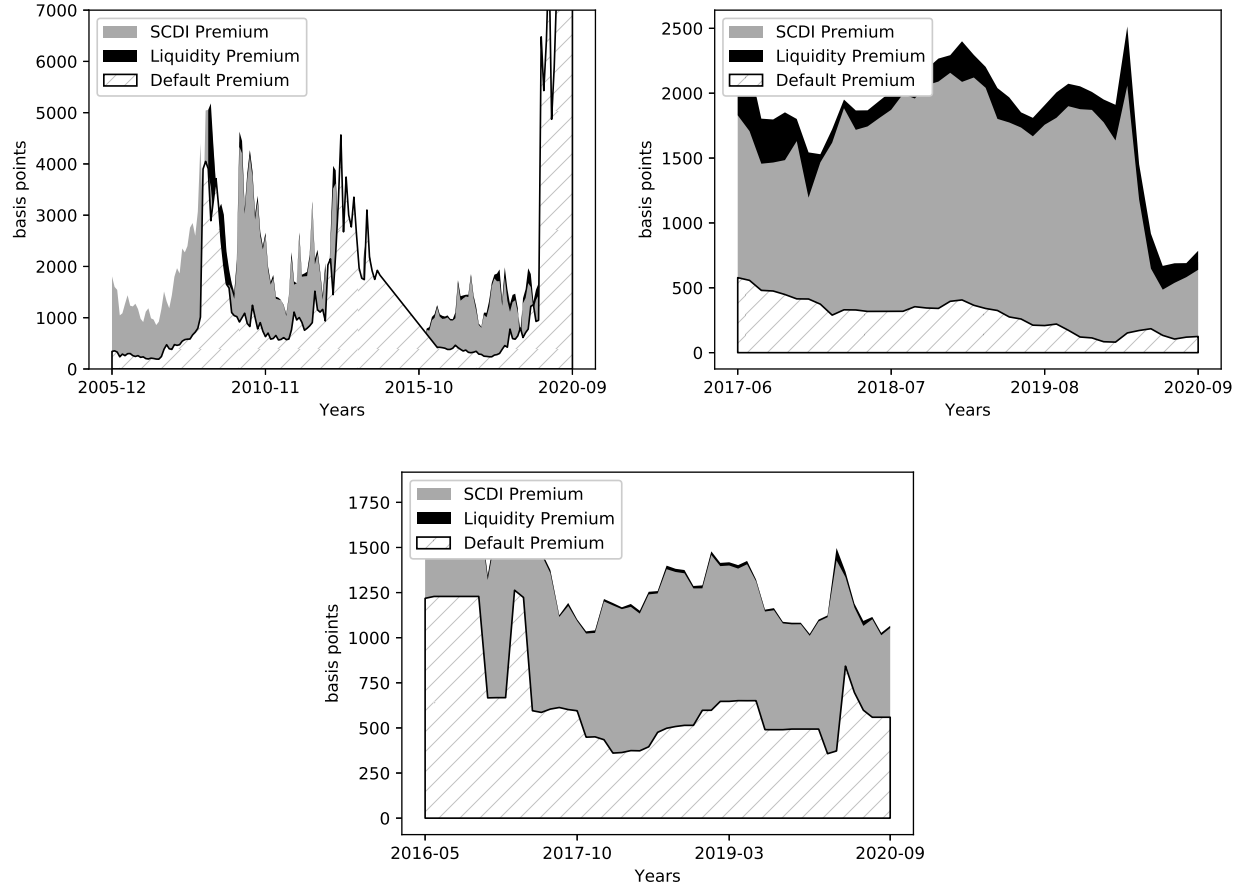 7000
6000
5000
4000
3000
2000
1000
0
basis points
SCDI Premium
Liquidity Premium
Default Premium
2005-12
2010-11
2015-10
2020-09
Years
2500
2000
1500
1000
500
0
basis points
SCDI Premium
Liquidity Premium
Default Premium
2017-06
2018-07
2019-08
2020-09
Years
1750
1500
1250
1000
750
500
250
0
basis points
SCDI Premium
Liquidity Premium
Default Premium
2016-05
2017-10
2019-03
2020-09
Years